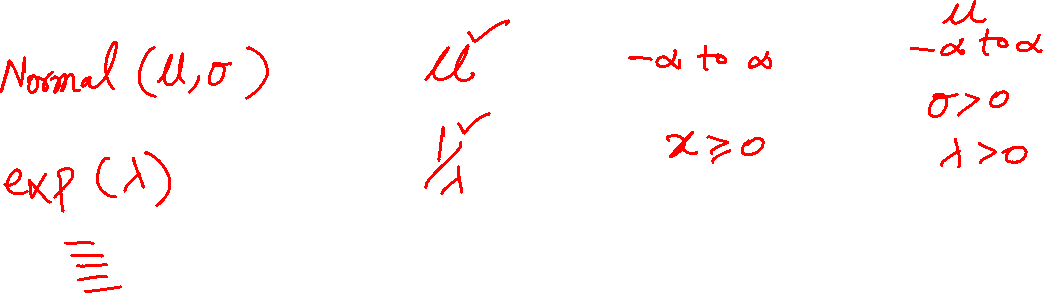 μ
Normal (μ, σ) μ✓ -∝ to ∝ -∝ to ∝
σ>0
exp (λ) 1/λ✓ x≥0 λ>0